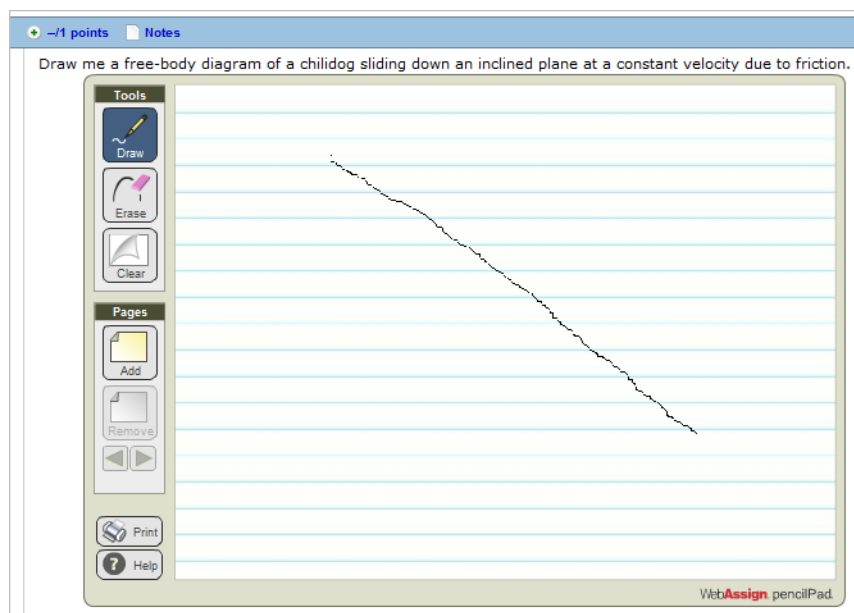 –/1 points Notes
Draw me a free-body diagram of a chilidog sliding down an inclined plane at a constant velocity due to friction.
Tools
Draw
1
Erase
Clear
Pages
Add
Remove
Print
? Help
WebAssign. pencilPad.